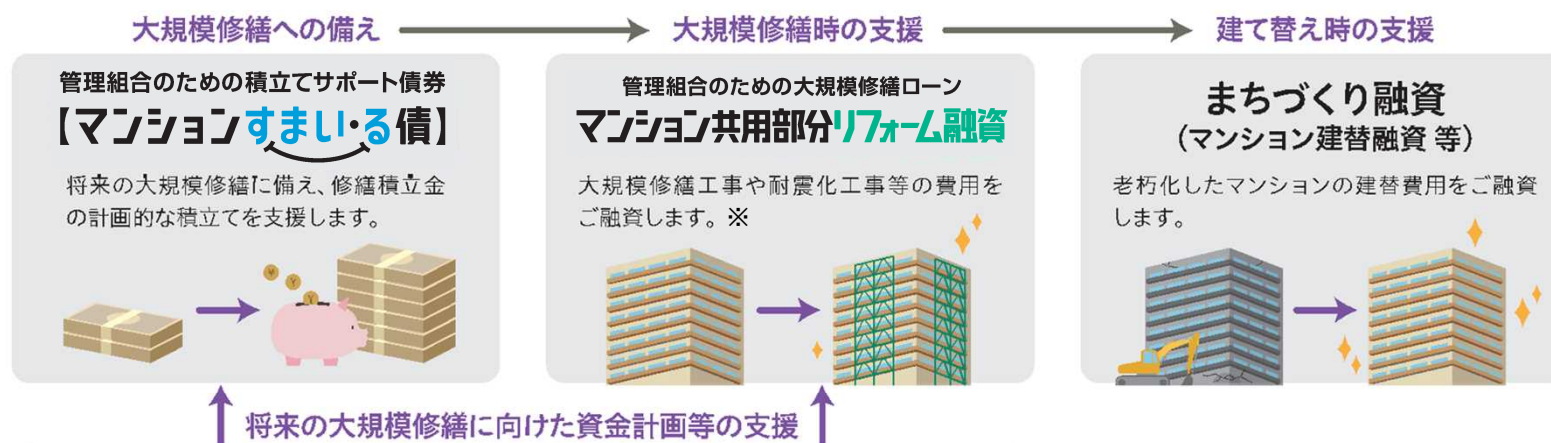 大規模修繕への備え
大規模修繕時の支援
建て替え時の支援
管理組合のための積立てサポート債券
【マンションすまい・る債】
将来の大規模修繕に備え、修繕積立金
の計画的な積立てを支援します。
管理組合のための大規模修繕ローン
マンション共用部分リフォーム融資
大規模修繕工事や耐震化工事等の費用を
ご融資します。※
まちづくり融資
(マンション建替融資 等)
老朽化したマンションの建替費用をご融資
します。
将来の大規模修繕に向けた資金計画等の支援